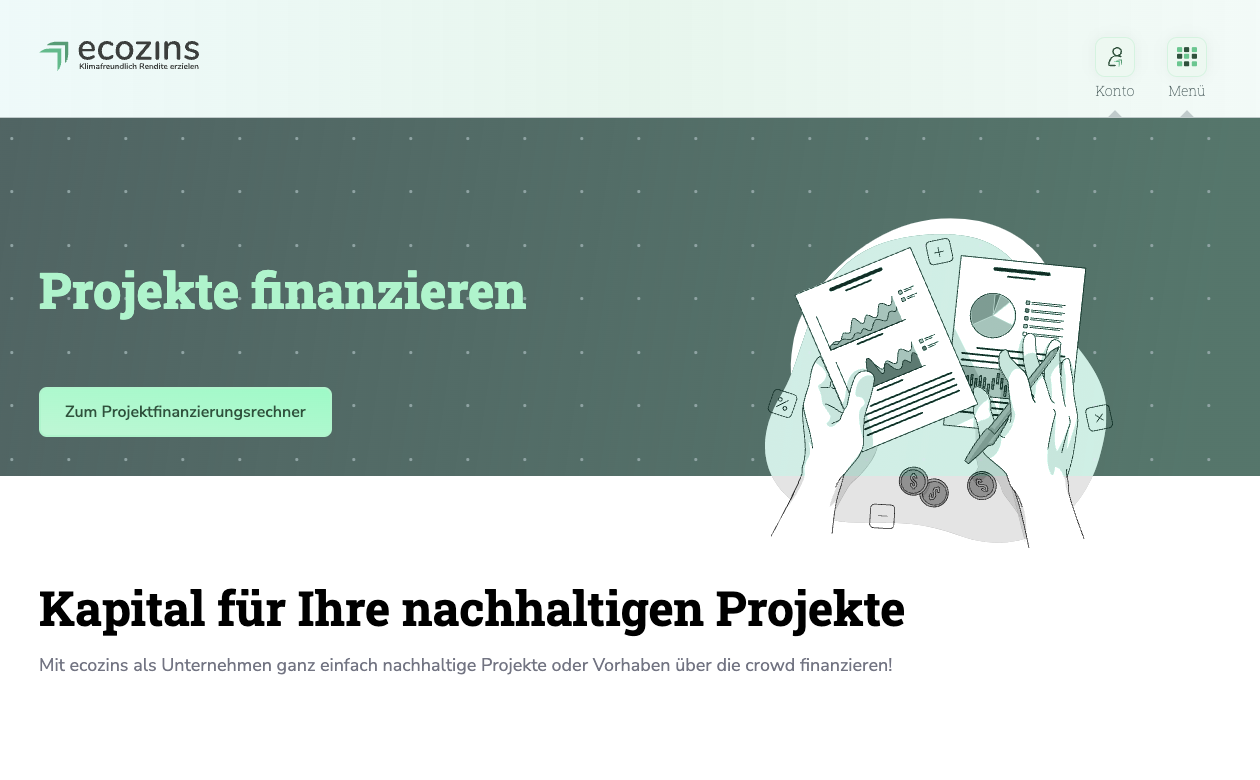 ecozins
Klimafreundlich Rendite erzielen
Konto
Menü
Projekte finanzieren
Zum Projektfinanzierungsrechner
Kapital für Ihre nachhaltigen Projekte
Mit ecozins als Unternehmen ganz einfach nachhaltige Projekte oder Vorhaben über die crowd finanzieren!